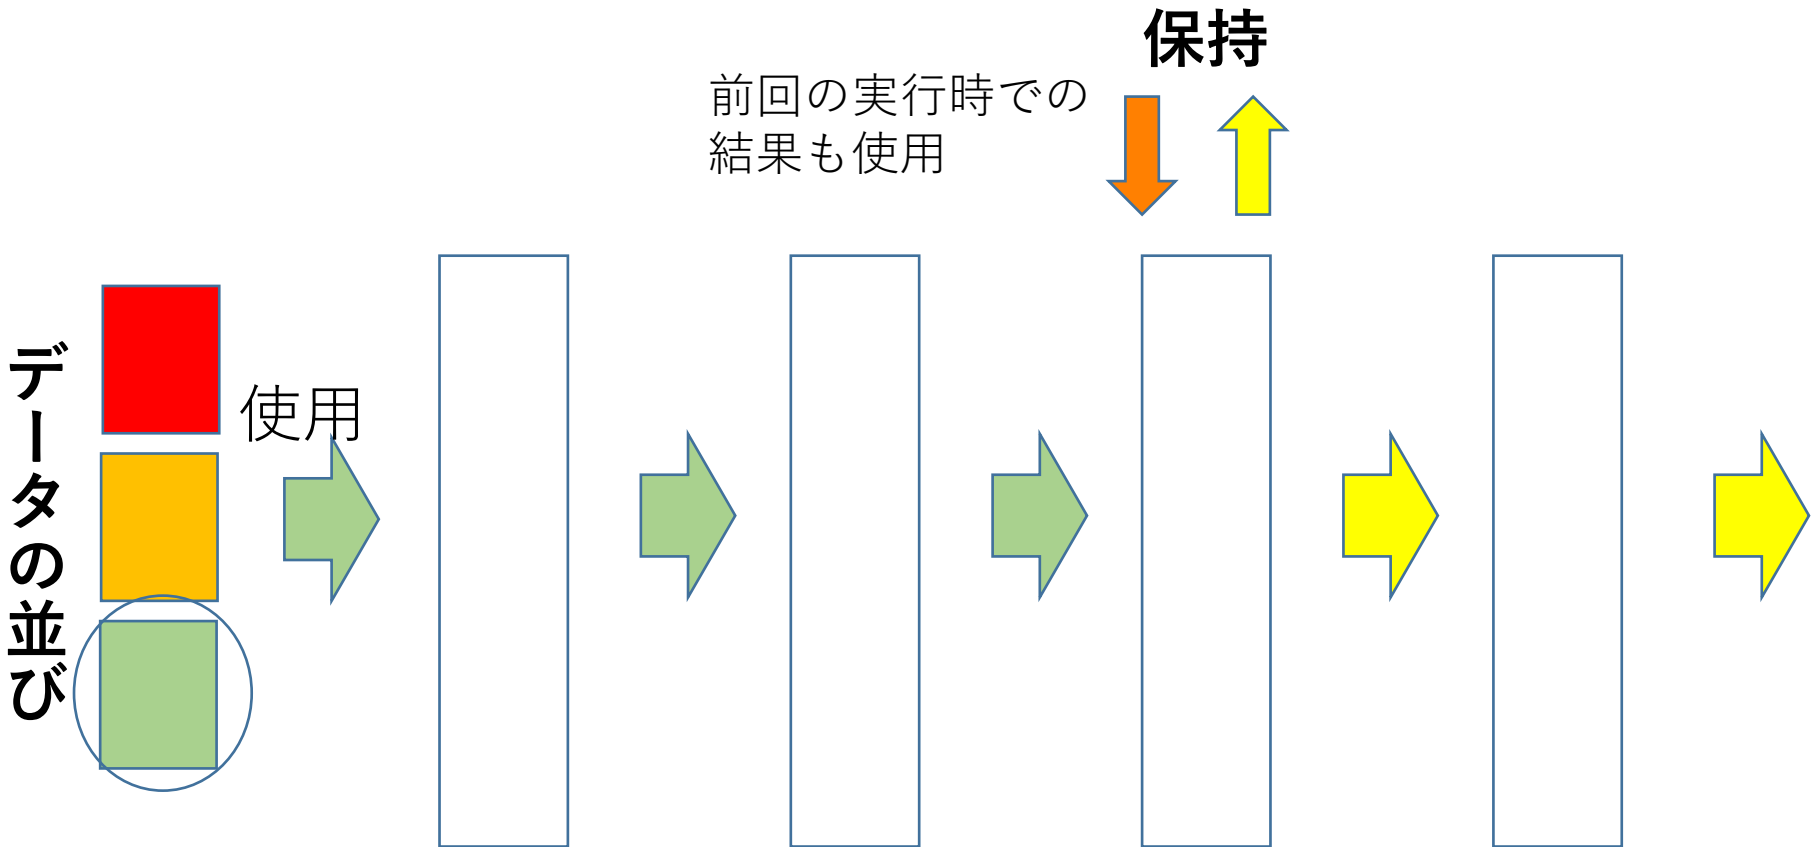 保持
前回の実行時での
結果も使用
使用
データの並び